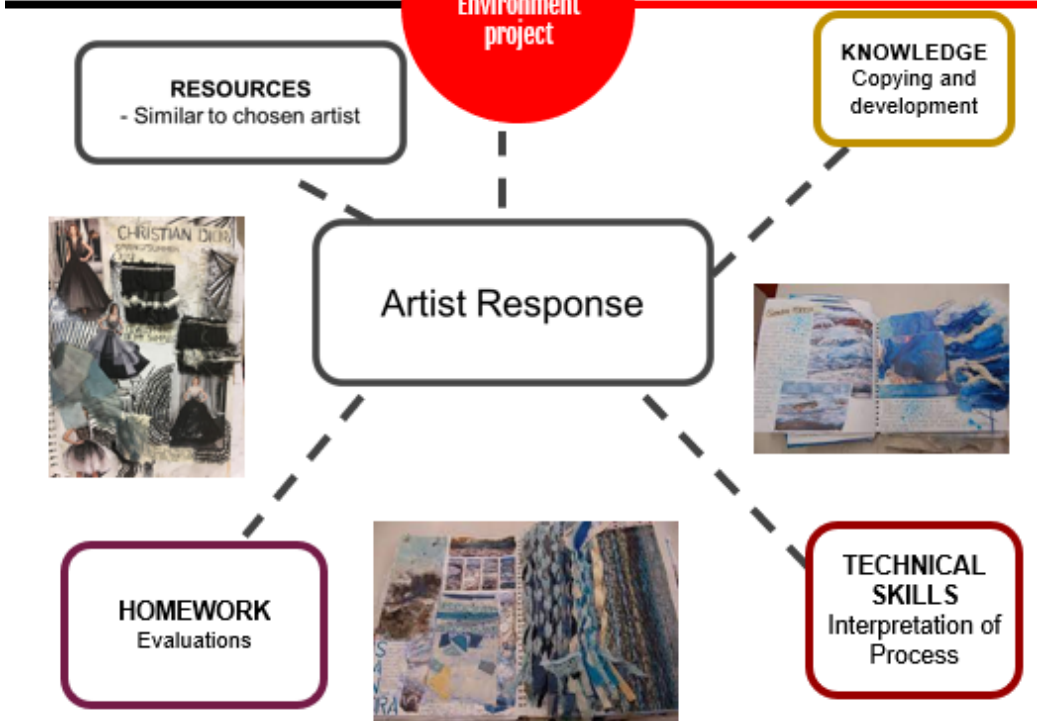 Environment
project
RESOURCES
- Similar to chosen artist
KNOWLEDGE
Copying and
development
Artist Response
CHRISTIAN DIOR
HOMEWORK
Evaluations
TECHNICAL
SKILLS
Interpretation of
Process